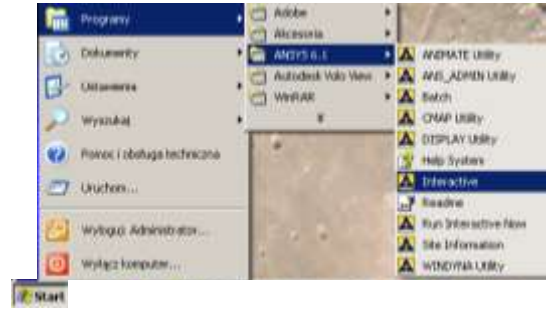 Programy
Dokumenty
Ustawienia
Wyszukaj
Pomoc i obsługa techniczna
Uruchom...
Wyloguj: Administrator...
Wyłącz komputer...
Start
Adobe
Akcesoria
ANSYS 6.1
Autodesk Volo View
WinRAR
ANIMATE Utility
ANS_ADMIN Utility
Batch
CMAP Utility
DISPLAY Utility
Help System
Interactive
Readme
Run Interactive Now
Site Information
WINDYNA Utility